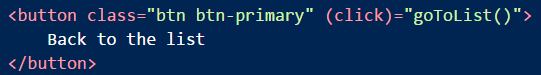 <button class="btn btn-primary" (click)="goToList()">
    Back to the list
</button>